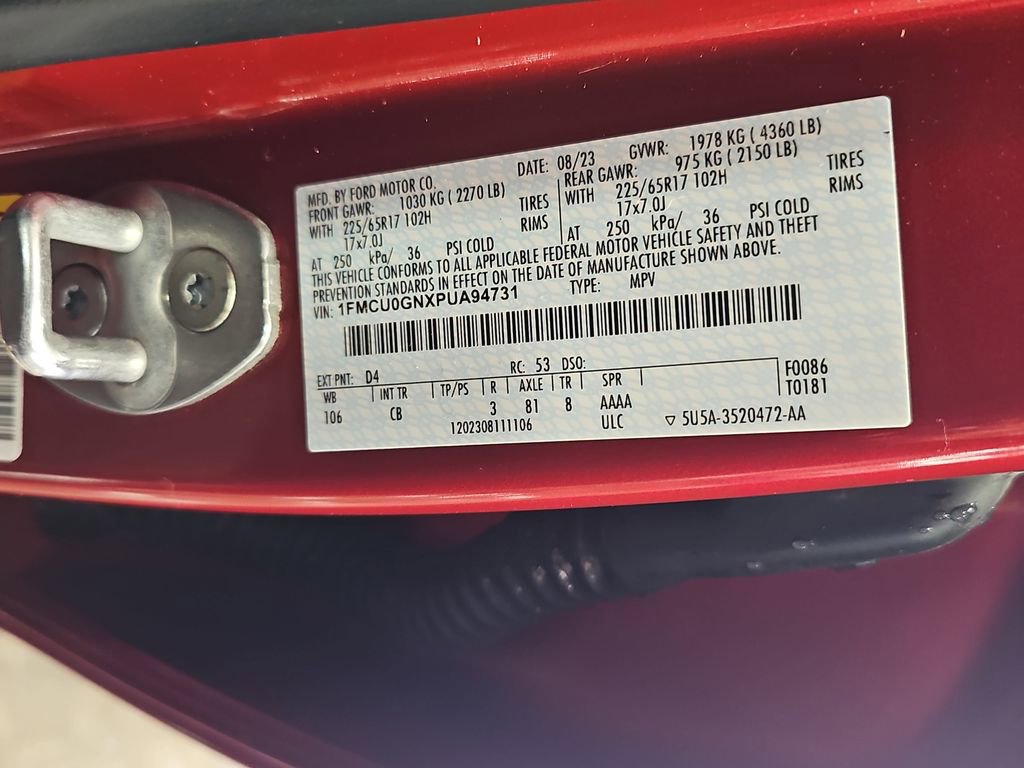 MFD. BY FORD MOTOR CO. DATE: 08/23 GVWR: 1978 KG ( 4360 LB)
FRONT GAWR: 1030 KG ( 2270 LB) REAR GAWR: 975 KG ( 2150 LB)
WITH 225/65R17 102H TIRES WITH 225/65R17 102H TIRES
17x7.0J RIMS 17x7.0J RIMS
AT 250 kPa/ 36 PSI COLD AT 250 kPa/ 36 PSI COLD
THIS VEHICLE CONFORMS TO ALL APPLICABLE FEDERAL MOTOR VEHICLE SAFETY AND THEFT
PREVENTION STANDARDS IN EFFECT ON THE DATE OF MANUFACTURE SHOWN ABOVE.
VIN: 1FMCU0GNXPUA94731 TYPE: MPV
EXT PNT: D4 RC: 53 DSO: F0086
WB INT TR TP/PS R AXLE TR SPR T0181
106 CB 3 81 8 AAAA
1202308111106 ULC ▽ 5U5A-3520472-AA